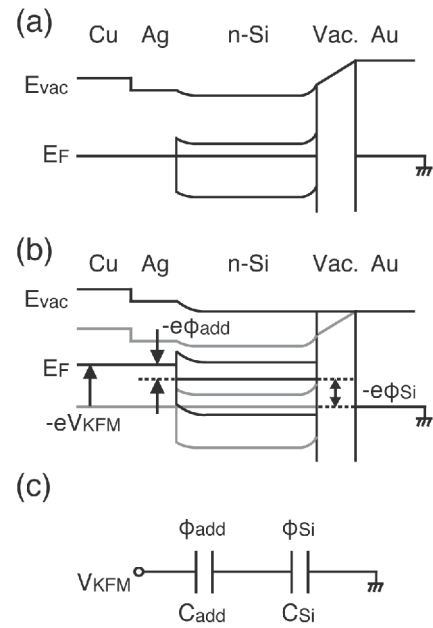 (a)
Cu Ag n-Si Vac. Au
Evac
EF
(b)
Cu Ag n-Si Vac. Au
Evac
-eϕadd
EF
-eϕSi
-eVKFM
(c)
ϕadd ϕSi
VKFM
Cadd CSi